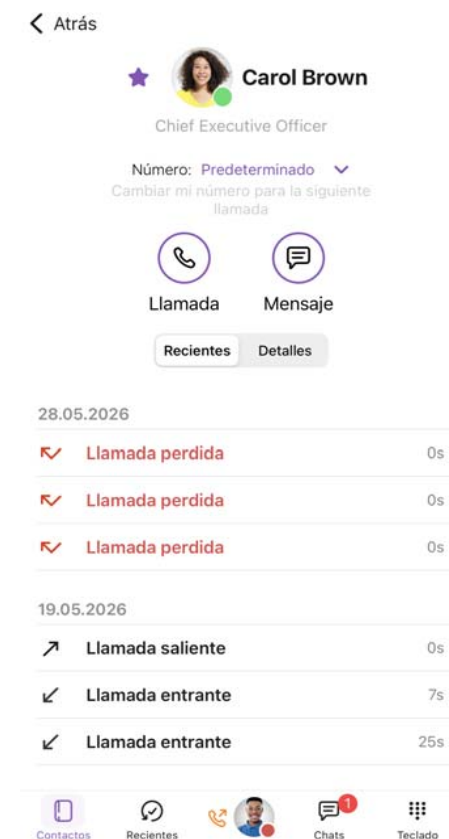 Atrás
Carol Brown
Chief Executive Officer
Número: Predeterminado
Cambiar mi número para la siguiente
llamada
Llamada Mensaje
Recientes Detalles
28.05.2026
Llamada perdida 0s
Llamada perdida 0s
Llamada perdida 0s
19.05.2026
Llamada saliente 0s
Llamada entrante 7s
Llamada entrante 25s
1
Contactos Recientes Chats Teclado